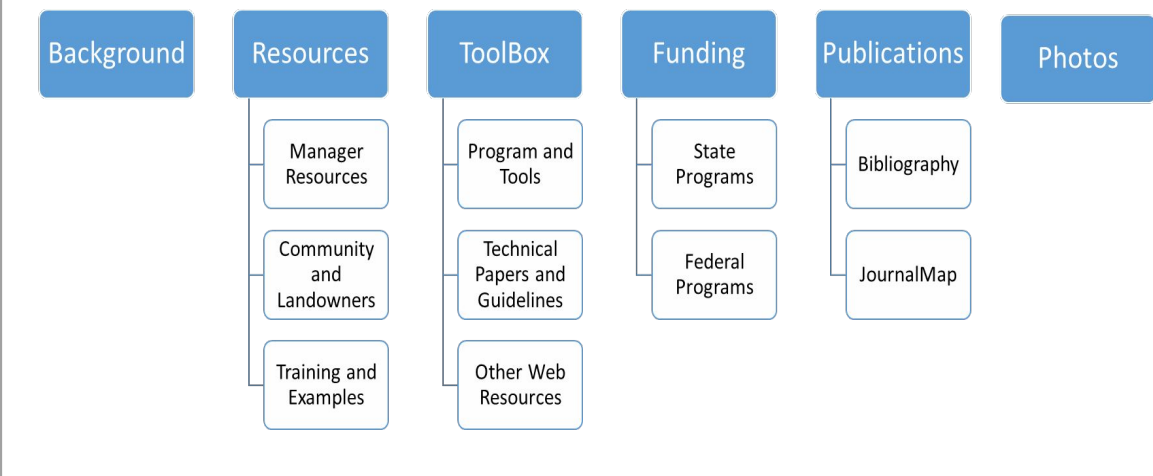 Background
Resources
ToolBox
Funding
Publications
Photos
Manager
Resources
Community
and
Landowners
Training and
Examples
Program and
Tools
Technical
Papers and
Guidelines
Other Web
Resources
State
Programs
Federal
Programs
Bibliography
JournalMap